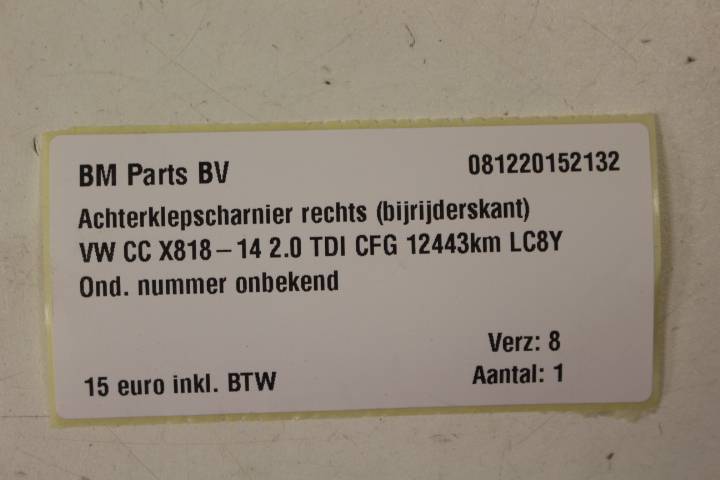 BM Parts BV 081220152132
Achterklepscharnier rechts (bijrijderskant)
VW CC X818 – 14 2.0 TDI CFG 12443km LC8Y
Ond. nummer onbekend
Verz: 8
15 euro inkl. BTW Aantal: 1